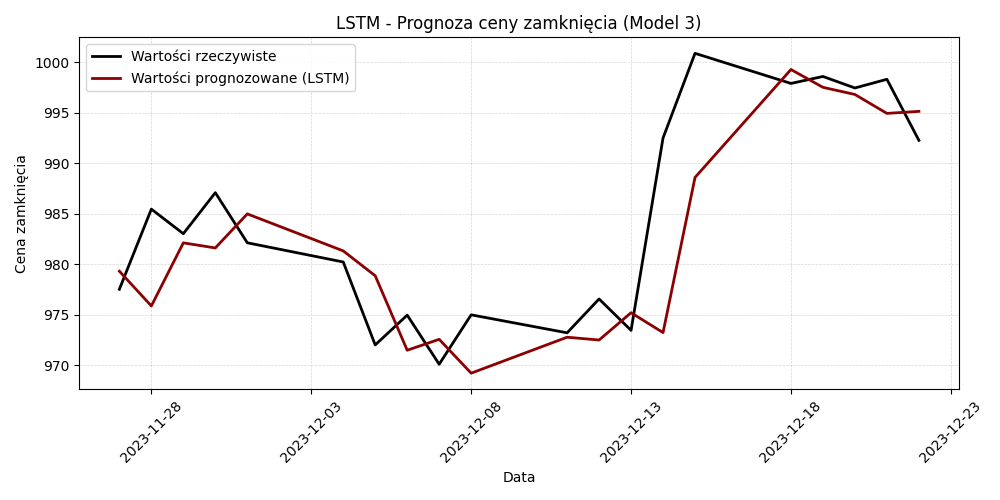 LSTM - Prognoza ceny zamknięcia (Model 3)
Wartości rzeczywiste
Wartości prognozowane (LSTM)
Cena zamknięcia
1000
995
990
985
980
975
970
2023-11-28
2023-12-03
2023-12-08
2023-12-13
2023-12-18
2023-12-23
Data